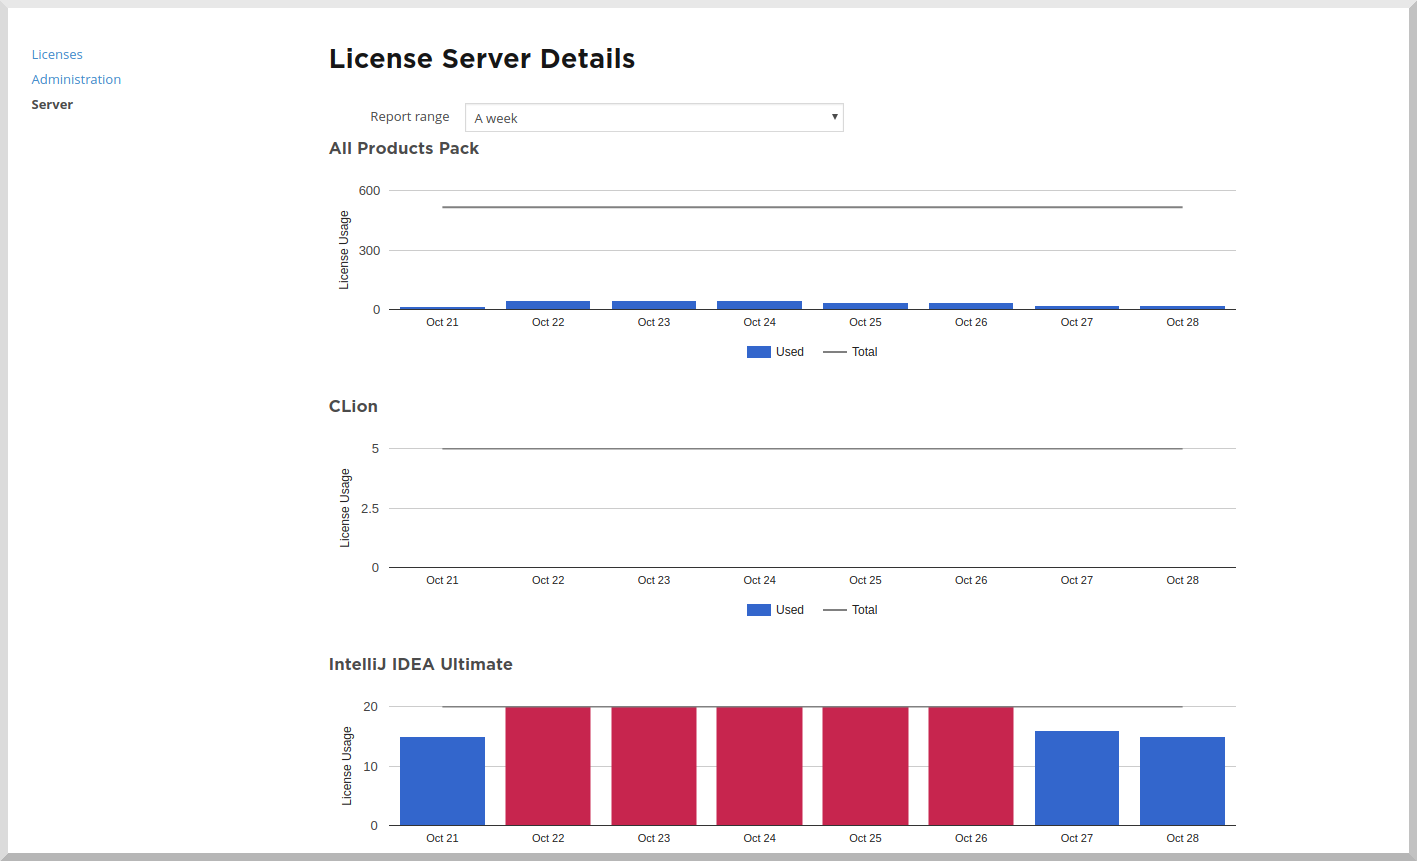 Licenses
Administration
Server
License Server Details
Report range A week
All Products Pack
License Usage
600
300
0
Oct 21 Oct 22 Oct 23 Oct 24 Oct 25 Oct 26 Oct 27 Oct 28
Used Total
CLion
License Usage
5
2.5
0
Oct 21 Oct 22 Oct 23 Oct 24 Oct 25 Oct 26 Oct 27 Oct 28
Used Total
IntelliJ IDEA Ultimate
License Usage
20
10
0
Oct 21 Oct 22 Oct 23 Oct 24 Oct 25 Oct 26 Oct 27 Oct 28